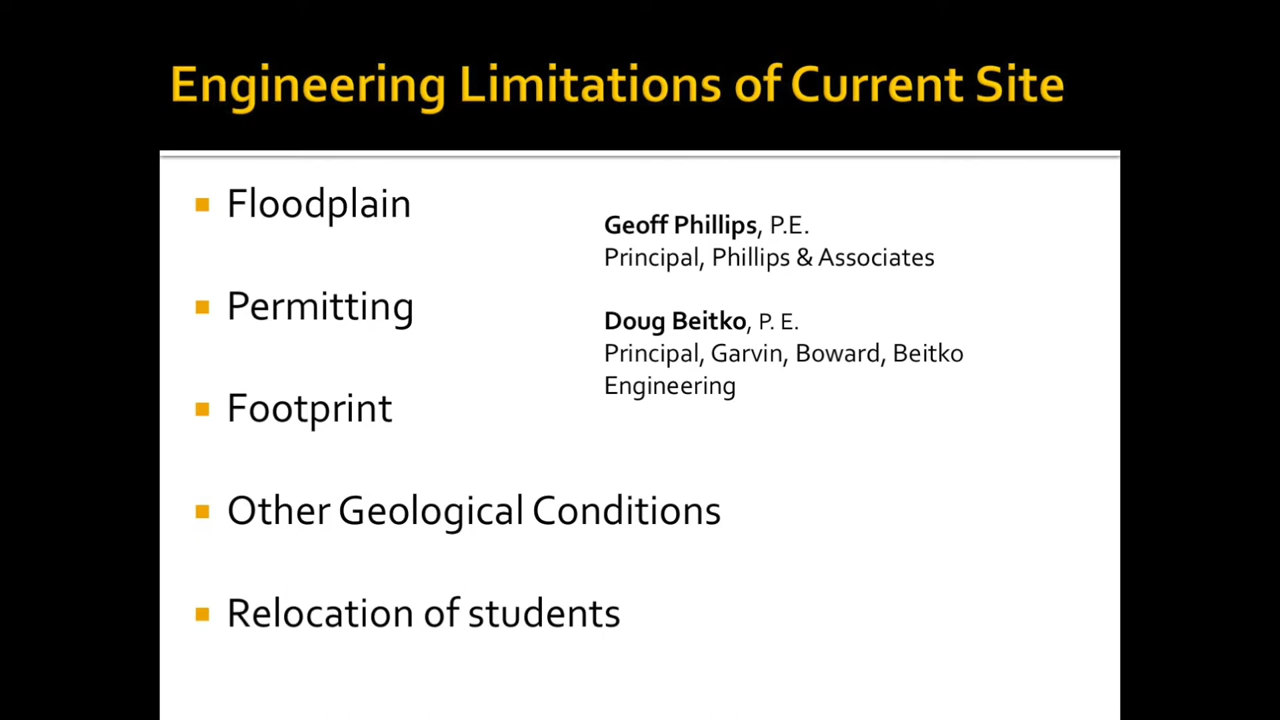 Engineering Limitations of Current Site
Floodplain
Permitting
Footprint
Other Geological Conditions
Relocation of students
Geoff Phillips, P.E.
Principal, Phillips & Associates
Doug Beitko, P. E.
Principal, Garvin, Boward, Beitko
Engineering